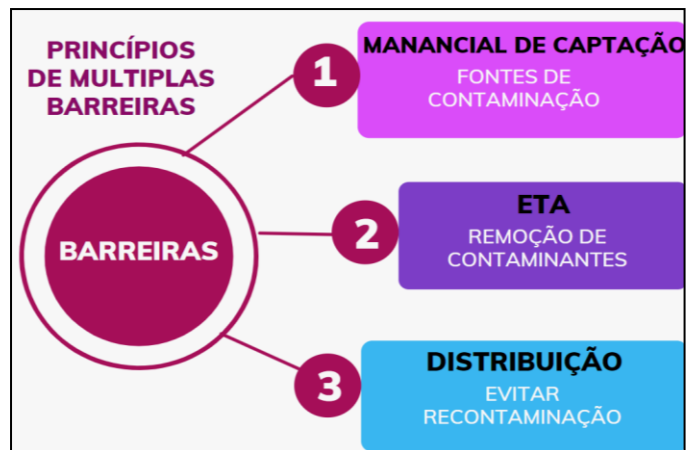 PRINCÍPIOS
DE MULTIPLAS
BARREIRAS
BARREIRAS
1
MANANCIAL DE CAPTAÇÃO
FONTES DE
CONTAMINAÇÃO
2
ETA
REMOÇÃO DE
CONTAMINANTES
3
DISTRIBUIÇÃO
EVITAR
RECONTAMINAÇÃO